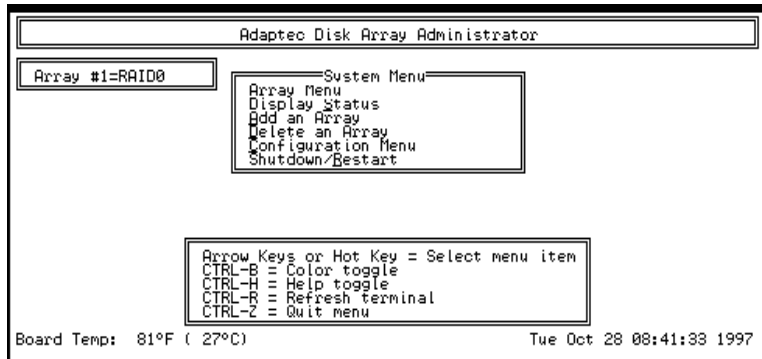 Adaptec Disk Array Administrator
Array #1=RAID0
System Menu
Array Menu
Display Status
Add an Array
Delete an Array
Configuration Menu
Shutdown/Restart
Arrow Keys or Hot Key = Select menu item
CTRL-B = Color toggle
CTRL-H = Help toggle
CTRL-R = Refresh terminal
CTRL-Z = Quit menu
Board Temp: 81ºF ( 27ºC) Tue Oct 28 08:41:33 1997